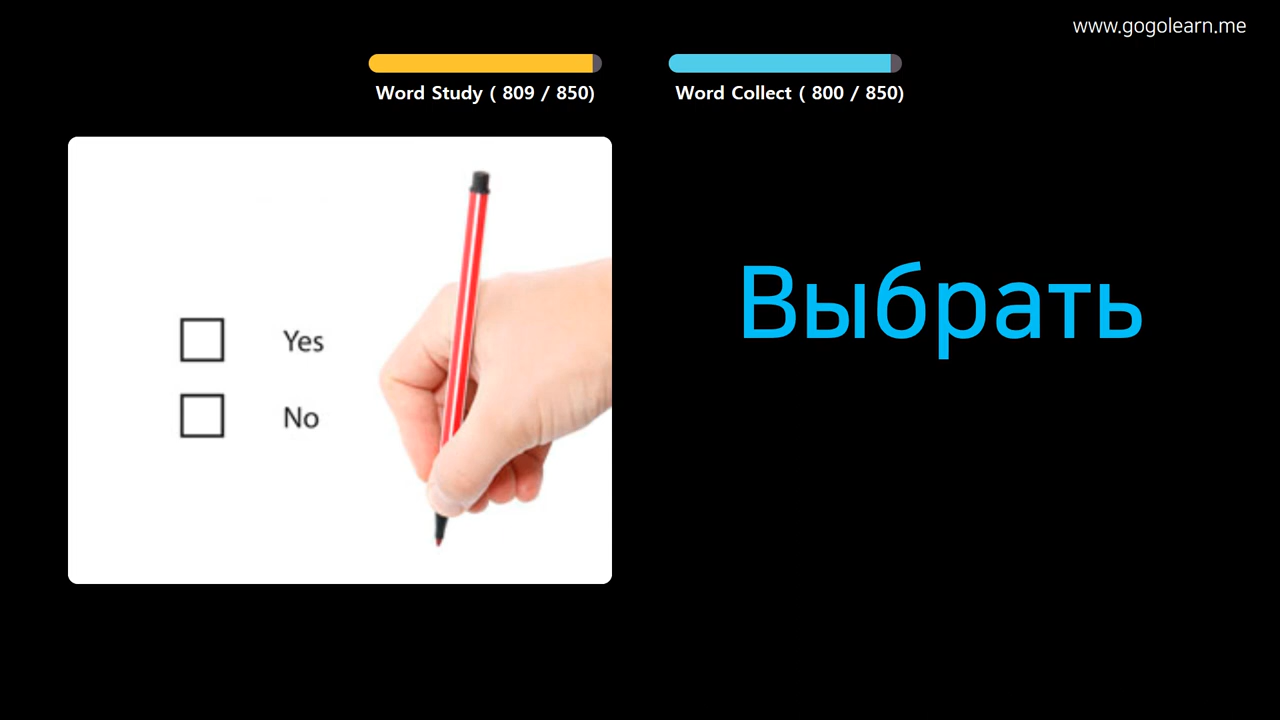 www.gogolearn.me
Word Study ( 809 / 850)
Word Collect ( 800 / 850)
Yes
No
Выбрать